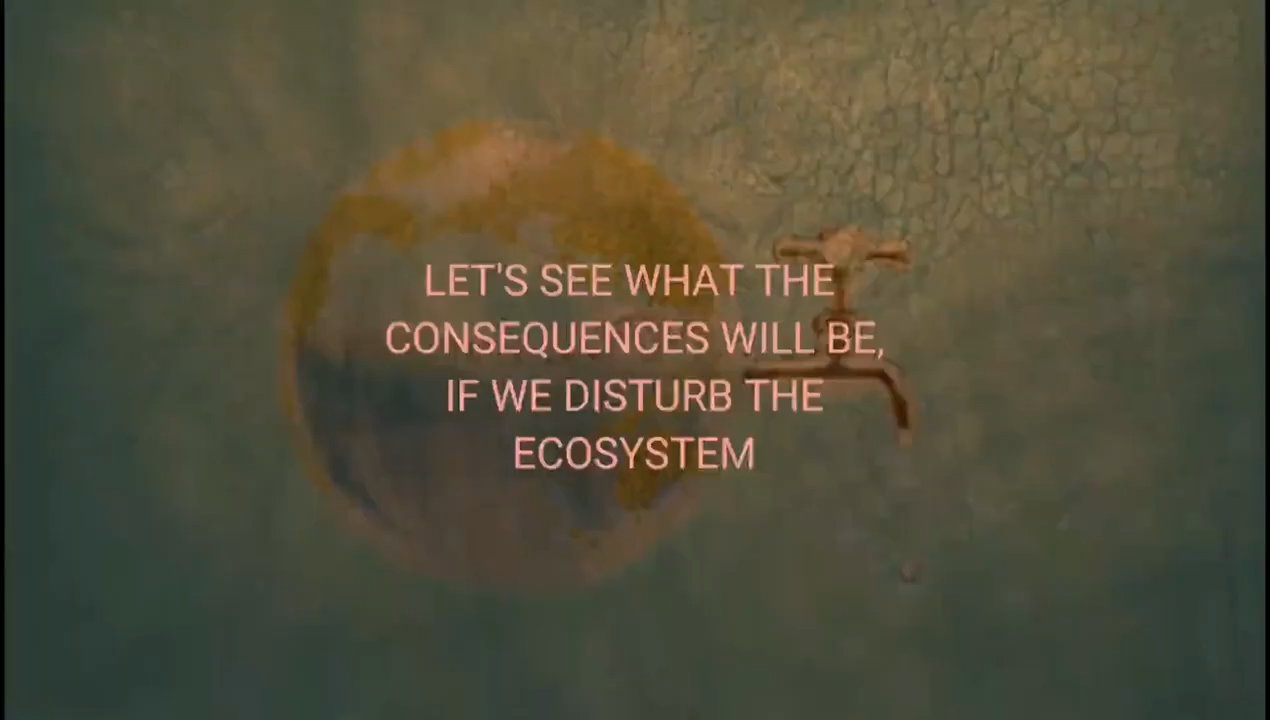 LET'S SEE WHAT THE
CONSEQUENCES WILL BE,
IF WE DISTURB THE
ECOSYSTEM